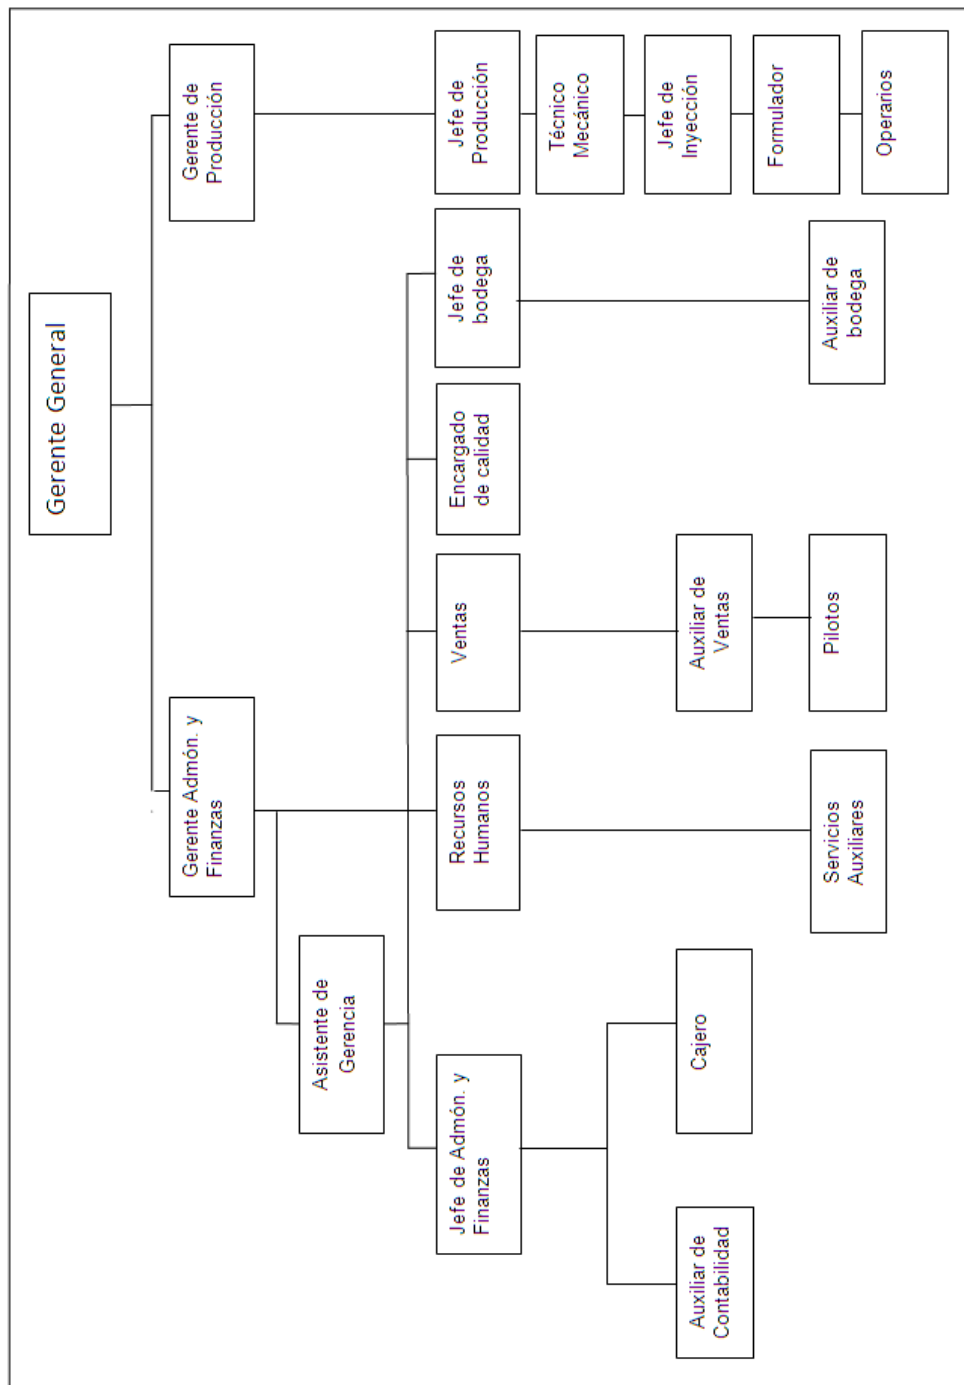 Gerente General
Gerente Admón. y
Finanzas
Gerente de
Producción
Asistente de
Gerencia
Jefe de Admón. y
Finanzas
Recursos
Humanos
Ventas
Encargado
de calidad
Jefe de
bodega
Jefe de
Producción
Técnico
Mecánico
Jefe de
Inyección
Formulador
Operarios
Auxiliar de
Contabilidad
Cajero
Auxiliar de
Ventas
Servicios
Auxiliares
Pilotos
Auxiliar de
bodega